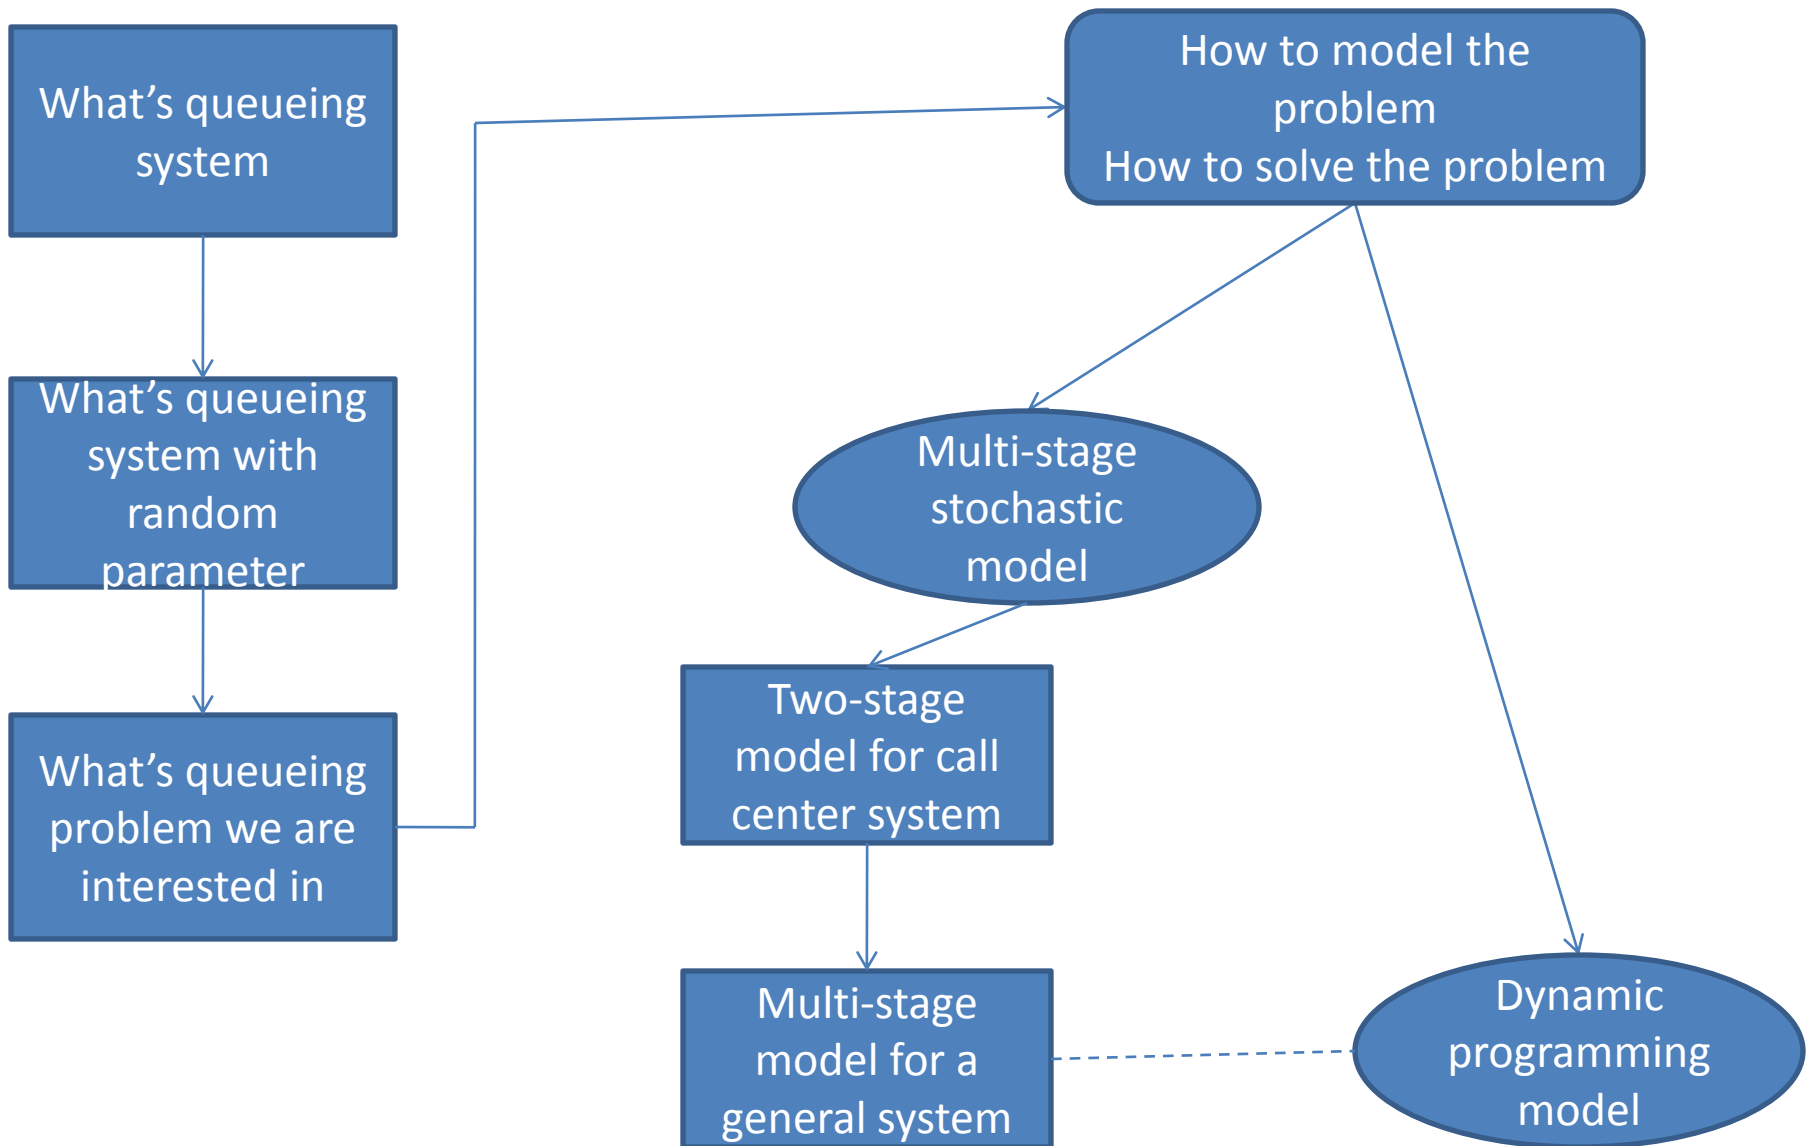 What’s queueing
system
What’s queueing
system with
random
parameter
What’s queueing
problem we are
interested in
How to model the
problem
How to solve the problem
Multi-stage
stochastic
model
Two-stage
model for call
center system
Multi-stage
model for a
general system
Dynamic
programming
model